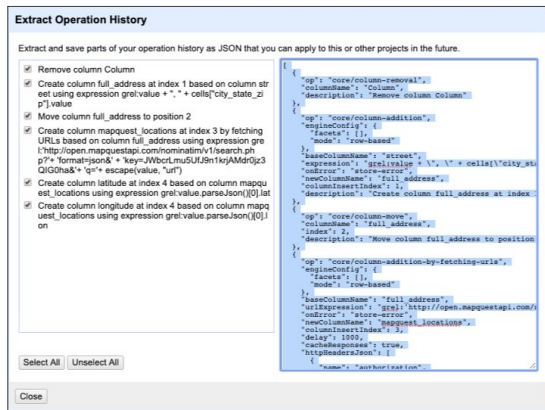 Extract Operation History
Extract and save parts of your operation history as JSON that you can apply to this or other projects in the future.
Remove column Column
Create column full_address at index 1 based on column str
eet using expression grel:value + ", " + cells["city_state_zi
p"].value
Move column full_address to position 2
Create column mapquest_locations at index 3 by fetching
URLs based on column full_address using expression gre
l:'http://open.mapquestapi.com/nominatim/v1/search.ph
p?'+ 'format=json&' + 'key=
&'+ 'q='+ escape(value, "url")
Create column latitude at index 4 based on column mapqu
est_locations using expression grel:value.parseJson()[0].lat
Create column longitude at index 4 based on column mapq
uest_locations using expression grel:value.parseJson()[0].l
on
Select All
Unselect All
[
{
"op": "core/column-removal",
"columnName": "Column",
"description": "Remove column Column"
},
{
"op": "core/column-addition",
"engineConfig": {
"facets": [],
"mode": "row-based"
},
"baseColumnName": "street",
"expression": "grel:value + \", \" + cells[\"city_st
"onError": "store-error",
"newColumnName": "full_address",
"columnInsertIndex": 1,
"description": "Create column full_address at index
},
{
"op": "core/column-move",
"columnName": "full_address",
"index": 2,
"description": "Move column full_address to position
},
{
"op": "core/column-addition-by-fetching-urls",
"engineConfig": {
"facets": [],
"mode": "row-based"
},
"baseColumnName": "full_address",
"urlExpression": "grel:'http://open.mapquestapi.com/
"onError": "store-error",
"newColumnName": "mapquest_locations",
"columnInsertIndex": 3,
"delay": 1000,
"cacheResponses": true,
"httpHeadersJson": [
{
"name": "authorization",
Close